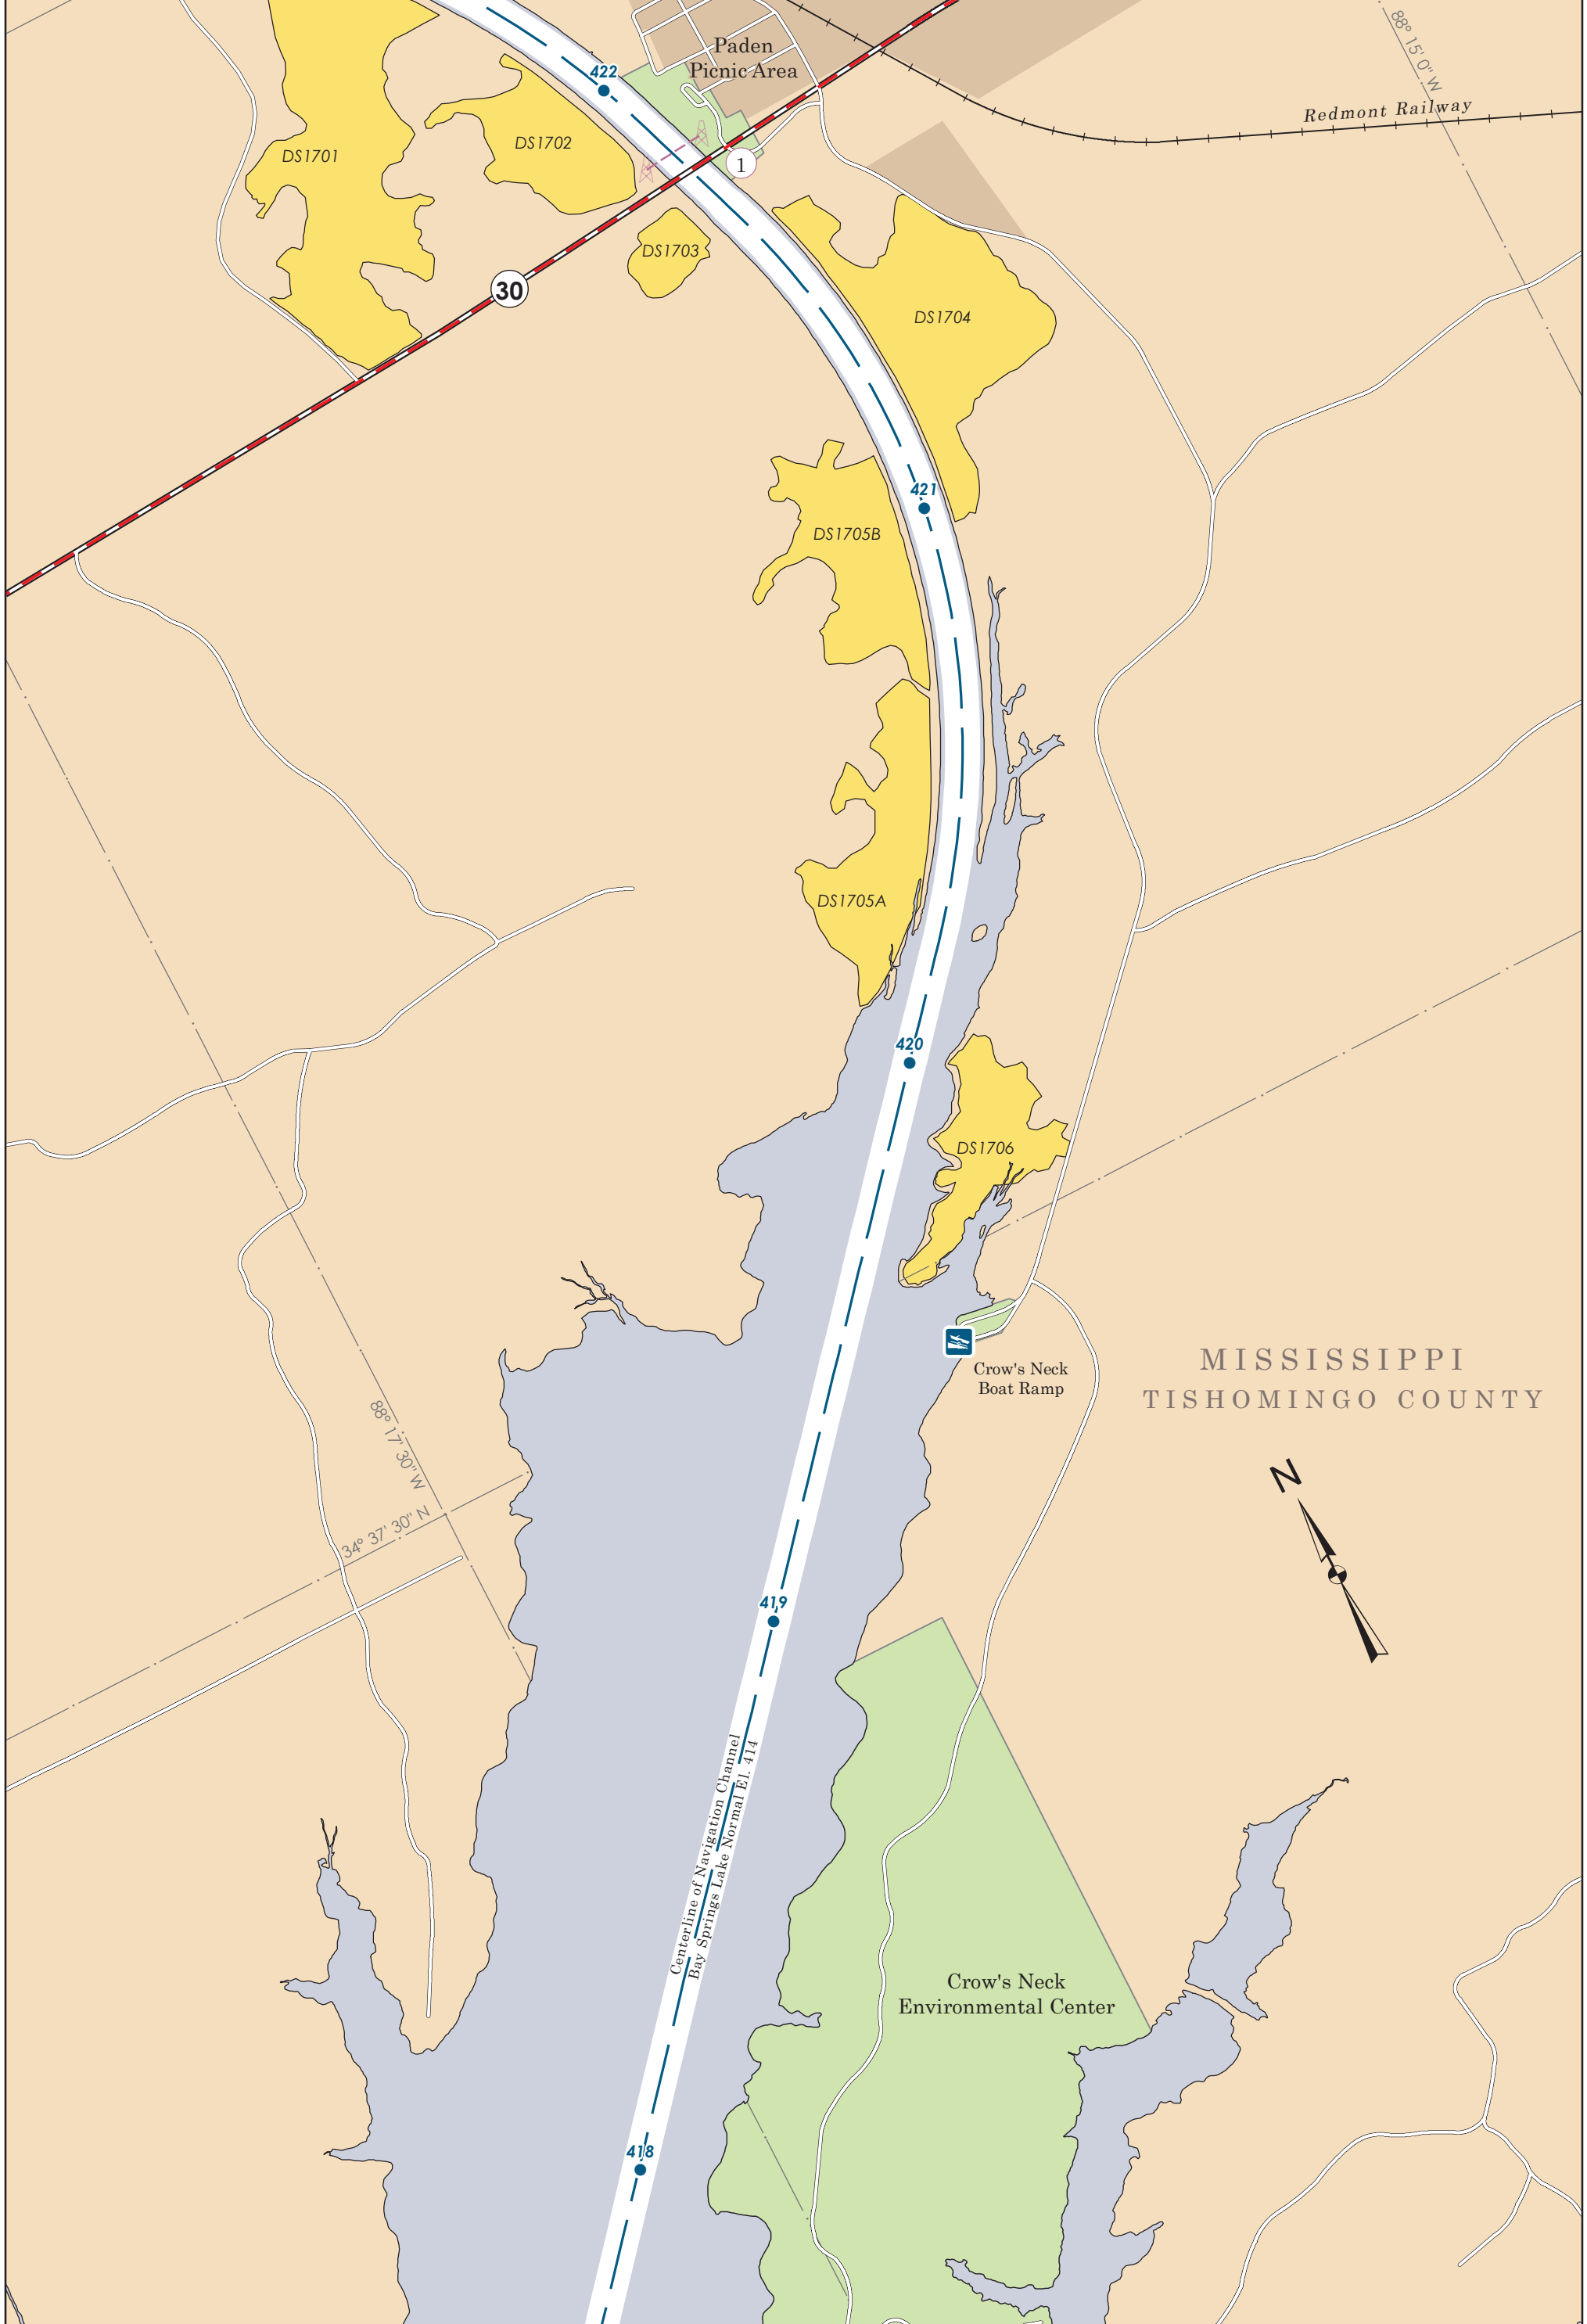 88° 15' 0" W
Paden
Picnic Area
422
Redmont Railway
DS1701
DS1702
1
DS1703
30
DS1704
421
DS1705B
DS1705A
420
DS1706
Crow's Neck
Boat Ramp
MISSISSIPPI
TISHOMINGO COUNTY
88° 17' 30" W
N
34° 37' 30" N
419
Centerline of Navigation Channel
Bay Springs Lake Normal El. 414
Crow's Neck
Environmental Center
418